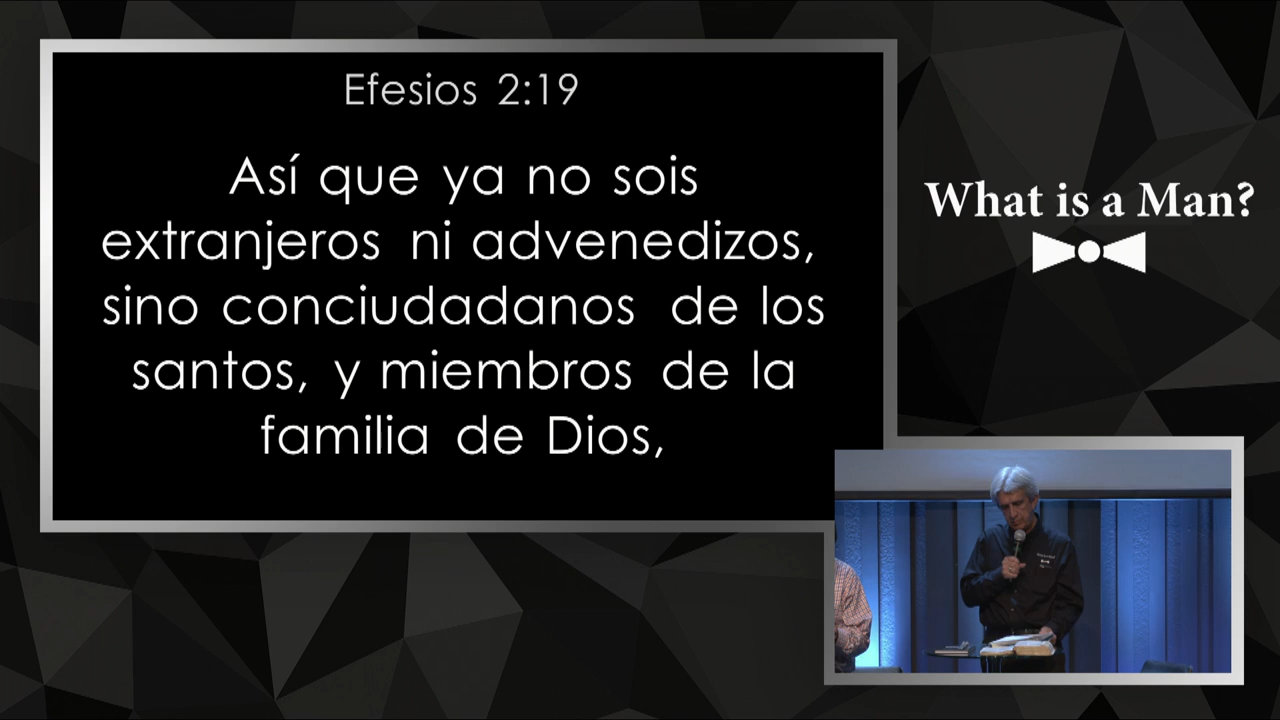 Efesios 2:19
Así que ya no sois
extranjeros ni advenedizos,
sino conciudadanos de los
santos, y miembros de la
familia de Dios,
What is a Man?